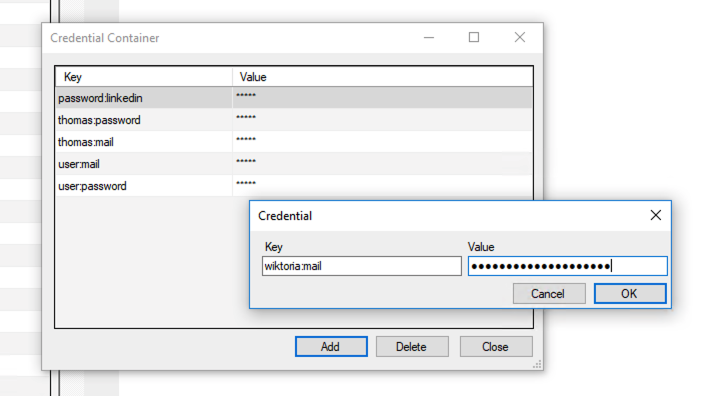 Credential Container
Key Value
password:linkedin *****
thomas:password *****
thomas:mail *****
user:mail *****
user:password *****
Credential
Key Value
wiktoria:mail ●●●●●●●●●●●●●●●●●●●●
Cancel OK
Add Delete Close